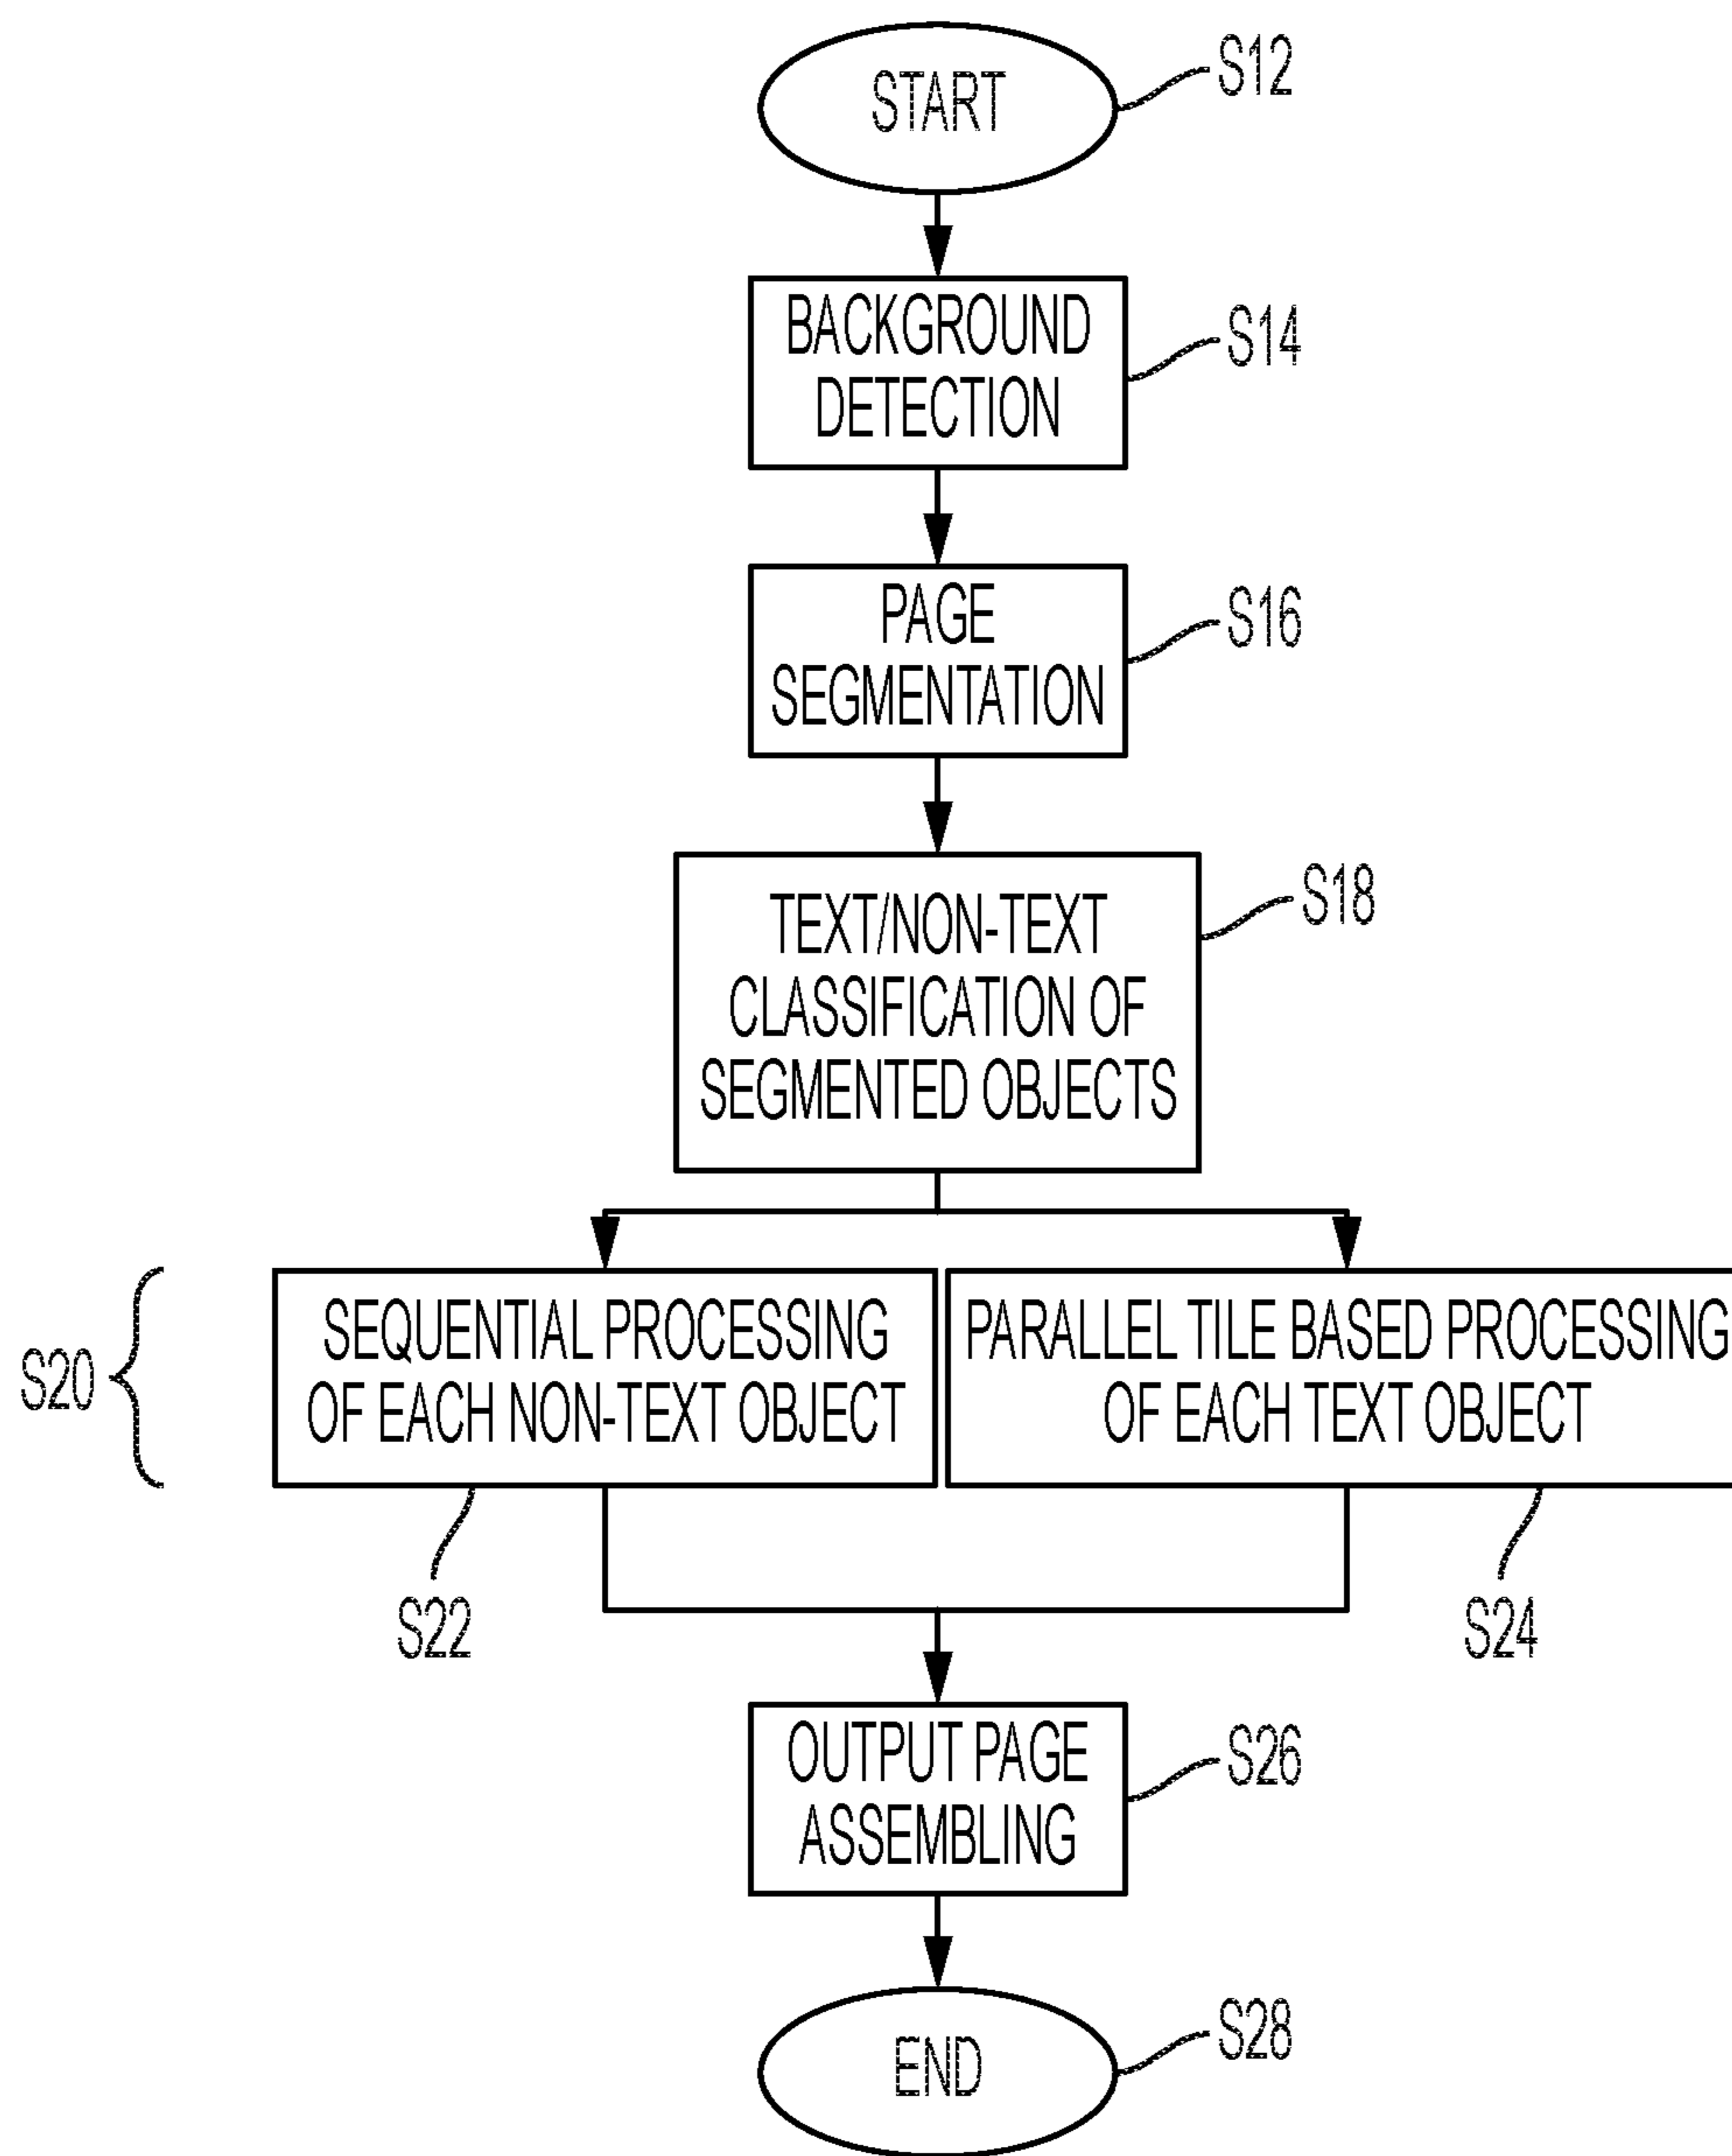 START
S12
BACKGROUND
DETECTION
S14
PAGE
SEGMENTATION
S16
TEXT/NON-TEXT
CLASSIFICATION OF
SEGMENTED OBJECTS
S18
S20
SEQUENTIAL PROCESSING
OF EACH NON-TEXT OBJECT
S22
PARALLEL TILE BASED PROCESSING
OF EACH TEXT OBJECT
S24
OUTPUT PAGE
ASSEMBLING
S26
END
S28